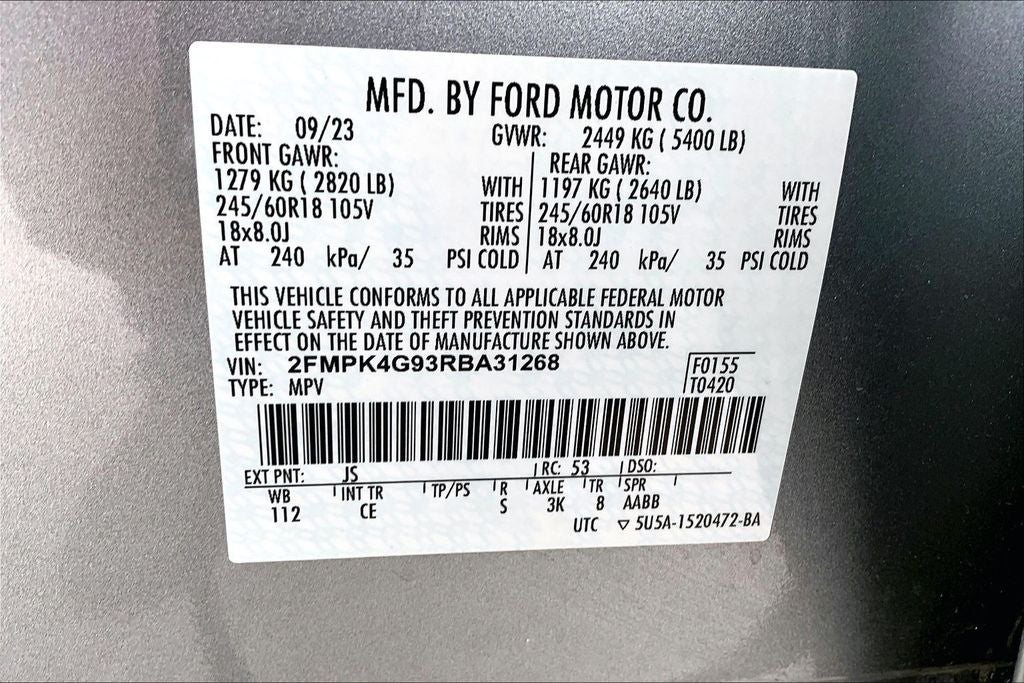 MFD. BY FORD MOTOR CO.
DATE: 09/23 GVWR: 2449 KG ( 5400 LB)
FRONT GAWR: REAR GAWR:
1279 KG ( 2820 LB) WITH 1197 KG ( 2640 LB) WITH
245/60R18 105V TIRES 245/60R18 105V TIRES
18x8.0J RIMS 18x8.0J RIMS
AT 240 kPa/ 35 PSI COLD AT 240 kPa/ 35 PSI COLD
THIS VEHICLE CONFORMS TO ALL APPLICABLE FEDERAL MOTOR
VEHICLE SAFETY AND THEFT PREVENTION STANDARDS IN
EFFECT ON THE DATE OF MANUFACTURE SHOWN ABOVE.
VIN: 2FMPK4G93RBA31268 F0155
TYPE: MPV T0420
EXT PNT: JS RC: 53 DSO:
WB INT TR TP/PS R AXLE TR SPR
112 CE S 3K 8 AABB
UTC ▽ 5U5A-1520472-BA